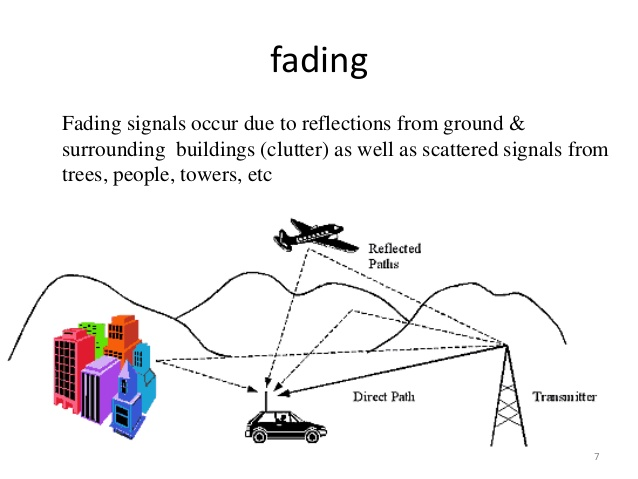 fading
Fading signals occur due to reflections from ground &
surrounding  buildings (clutter) as well as scattered signals from
trees, people, towers, etc
Reflected
Paths
Direct Path
Transmitter
7